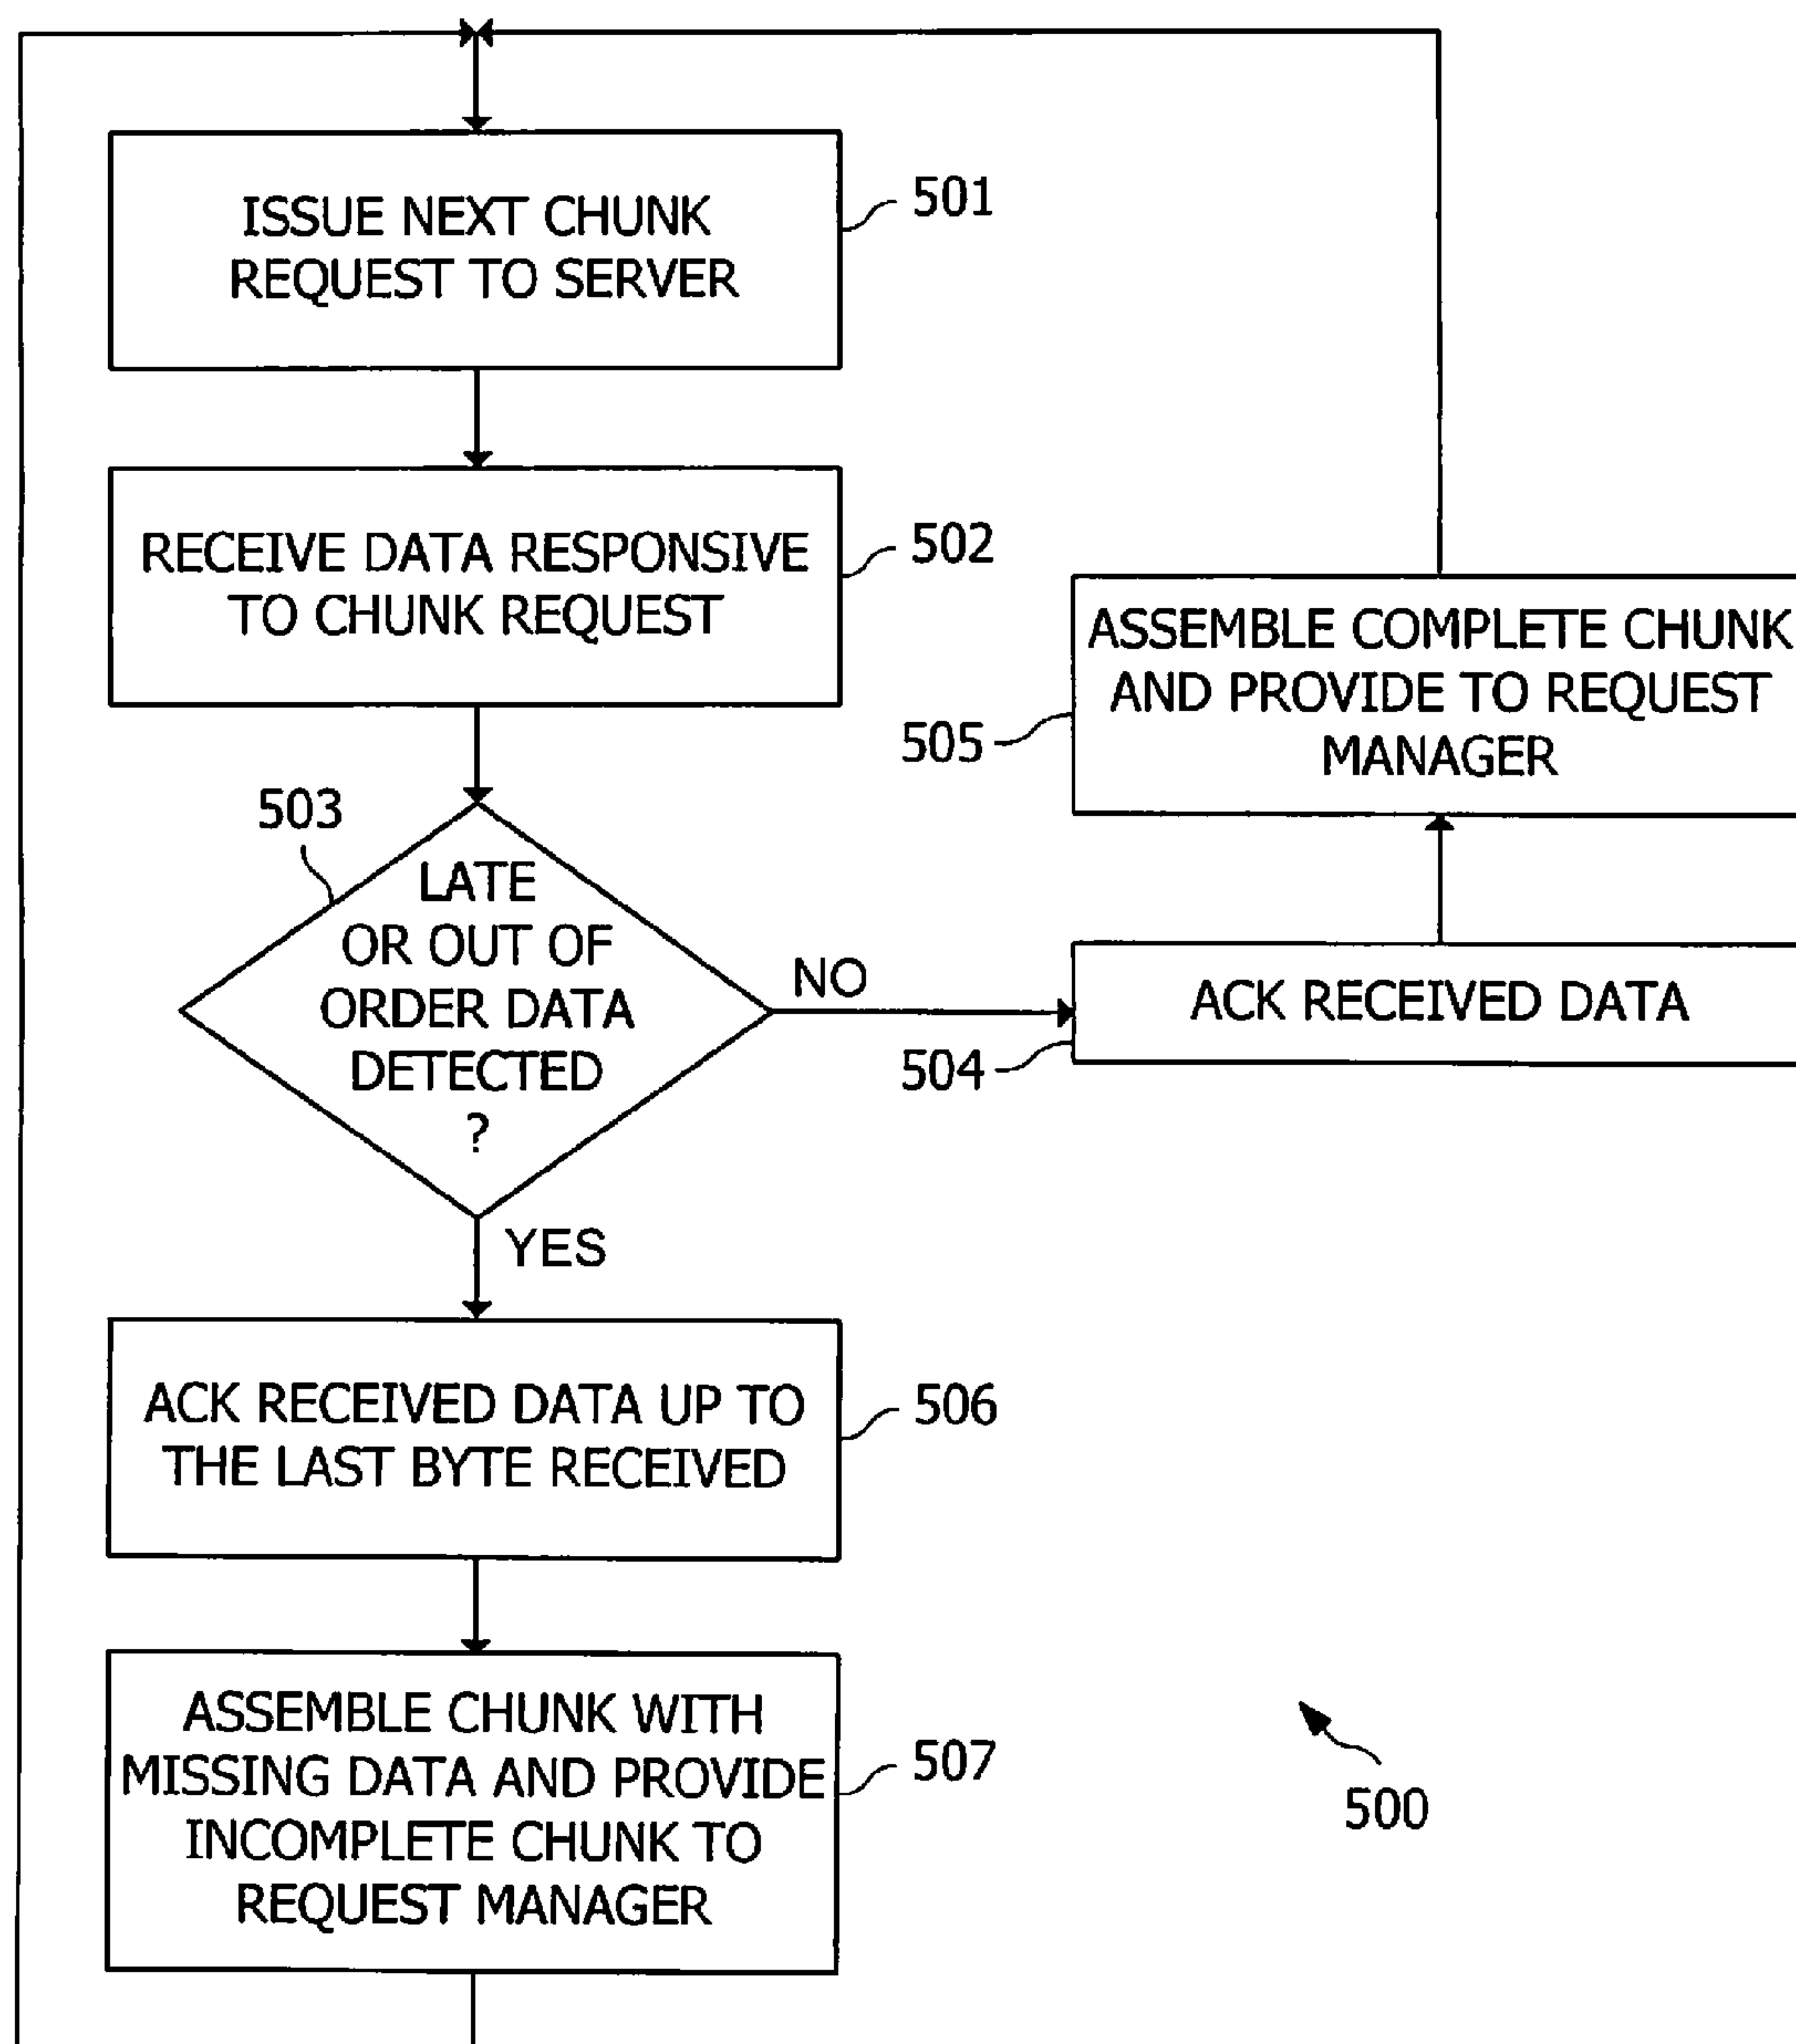 ISSUE NEXT CHUNK
REQUEST TO SERVER
501
RECEIVE DATA RESPONSIVE
TO CHUNK REQUEST
502
503
LATE
OR OUT OF
ORDER DATA
DETECTED
?
NO
YES
504
ACK RECEIVED DATA
505
ASSEMBLE COMPLETE CHUNK
AND PROVIDE TO REQUEST
MANAGER
ACK RECEIVED DATA UP TO
THE LAST BYTE RECEIVED
506
ASSEMBLE CHUNK WITH
MISSING DATA AND PROVIDE
INCOMPLETE CHUNK TO
REQUEST MANAGER
507
500